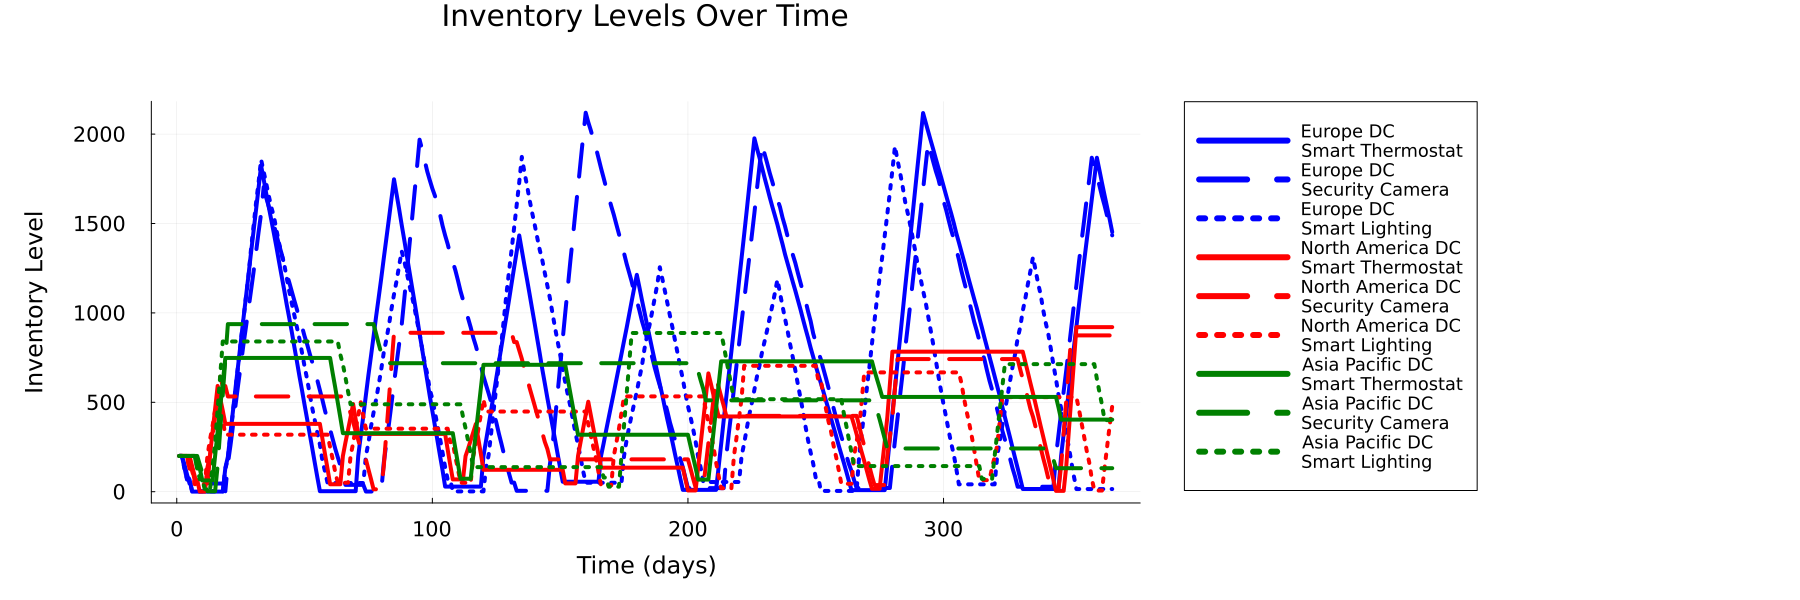 Inventory Levels Over Time
Inventory Level
2000
1500
1000
500
0
0
100
200
300
Time (days)
Europe DC
Smart Thermostat
Europe DC
Security Camera
Europe DC
Smart Lighting
North America DC
Smart Thermostat
North America DC
Security Camera
North America DC
Smart Lighting
Asia Pacific DC
Smart Thermostat
Asia Pacific DC
Security Camera
Asia Pacific DC
Smart Lighting